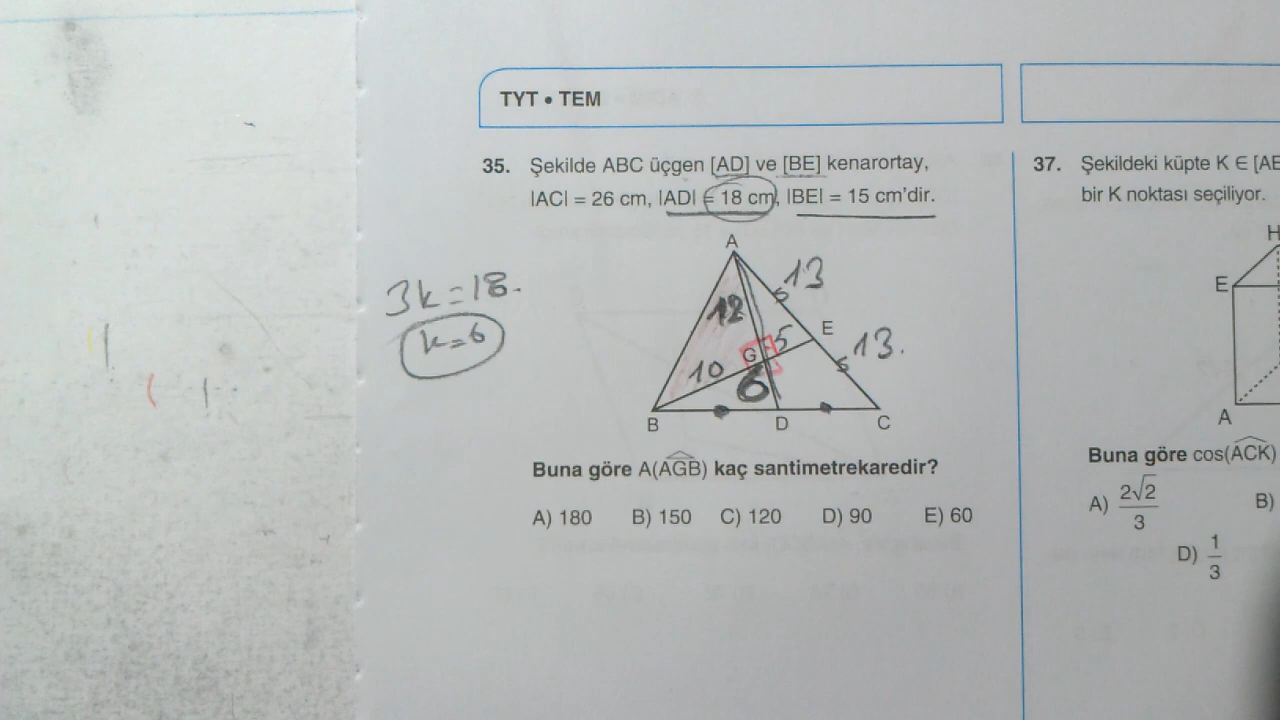 TYT • TEM
35. Şekilde ABC üçgen [AD] ve [BE] kenarortay,
|AC| = 26 cm, |AD| = 18 cm, |BE| = 15 cm'dir.
3k=18.
k=6
A
13
12
E
5
13.
G
10
6
B
D
C
Buna göre A(AGB) kaç santimetrekaredir?
A) 180 B) 150 C) 120 D) 90 E) 60
37. Şekildeki küpte K ∈ [AE
bir K noktası seçiliyor.
H
E
A
Buna göre cos(ACK)
A) 2√2/3 B)
D) 1/3